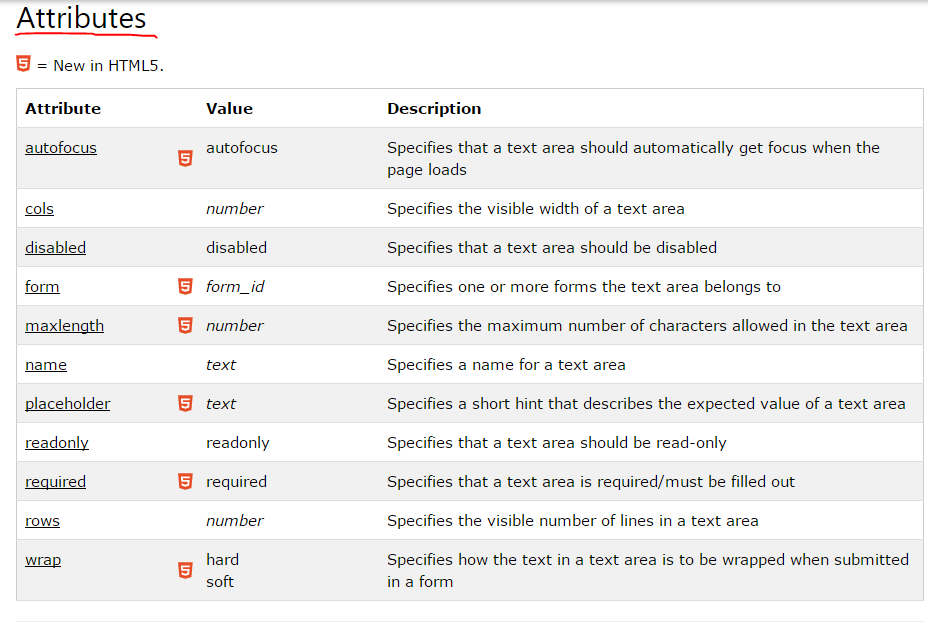 Attributes
5 = New in HTML5.
Attribute Value Description
autofocus 5 autofocus Specifies that a text area should automatically get focus when the
page loads
cols number Specifies the visible width of a text area
disabled disabled Specifies that a text area should be disabled
form 5 form_id Specifies one or more forms the text area belongs to
maxlength 5 number Specifies the maximum number of characters allowed in the text area
name text Specifies a name for a text area
placeholder 5 text Specifies a short hint that describes the expected value of a text area
readonly readonly Specifies that a text area should be read-only
required 5 required Specifies that a text area is required/must be filled out
rows number Specifies the visible number of lines in a text area
wrap 5 hard Specifies how the text in a text area is to be wrapped when submitted
soft in a form